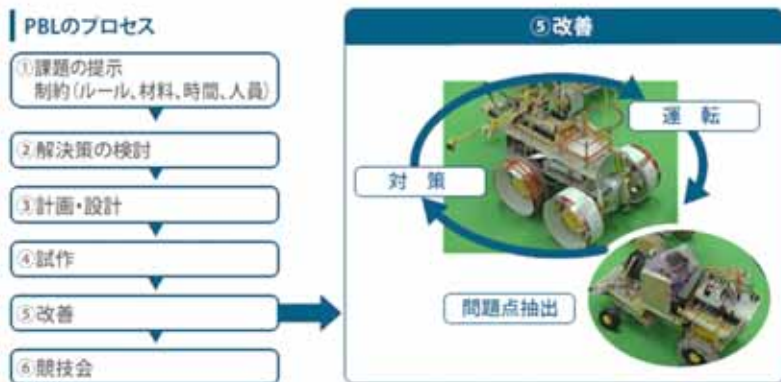 PBLのプロセス
①課題の提示
制約（ルール、材料、時間、人員）
②解決策の検討
③計画・設計
④試作
⑤改善
⑥競技会
⑤改善
運 転
対 策
問題点抽出